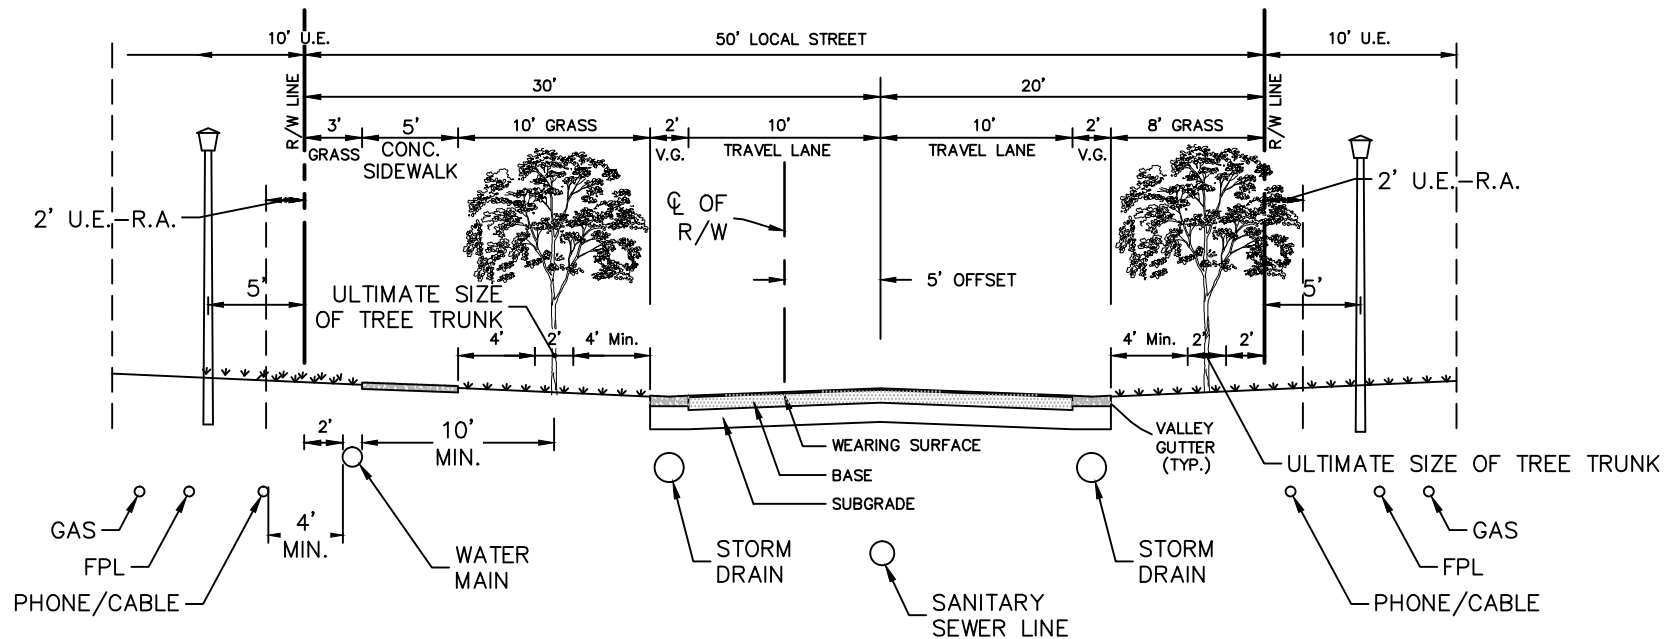 10' U.E.
50' LOCAL STREET
10' U.E.
R/W LINE
30'
20'
R/W LINE
3'
5'
10' GRASS
2'
10'
10'
2'
8' GRASS
GRASS
CONC.
SIDEWALK
V.G.
TRAVEL LANE
TRAVEL LANE
V.G.
2' U.E.-R.A.
2' U.E.-R.A.
℄ OF
R/W
5'
5' OFFSET
5'
ULTIMATE SIZE
OF TREE TRUNK
4'
2'
4' Min.
4' Min.
2'
2'
2'
10'
MIN.
WEARING SURFACE
BASE
SUBGRADE
VALLEY
GUTTER
(TYP.)
ULTIMATE SIZE OF TREE TRUNK
GAS
FPL
PHONE/CABLE
4'
MIN.
WATER
MAIN
STORM
DRAIN
SANITARY
SEWER LINE
STORM
DRAIN
GAS
FPL
PHONE/CABLE